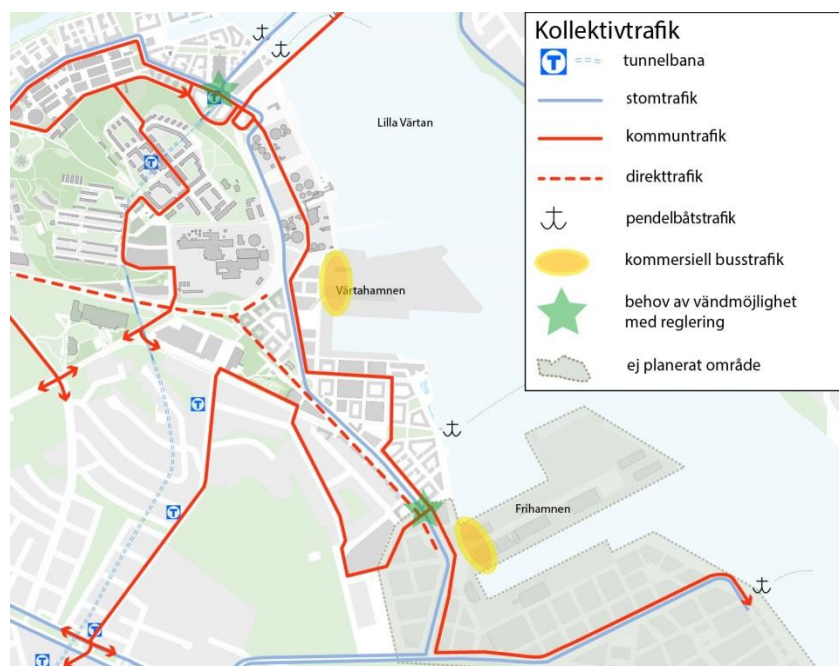 Kollektivtrafik
T
tunnelbana
stomtrafik
kommuntrafik
direkttrafik
pendelbåtstrafik
kommersiell busstrafik
behov av vändmöjlighet
med reglering
ej planerat område
Lilla Värtan
T
T
Värtahamnen
T
T
Frihamnen
T
T